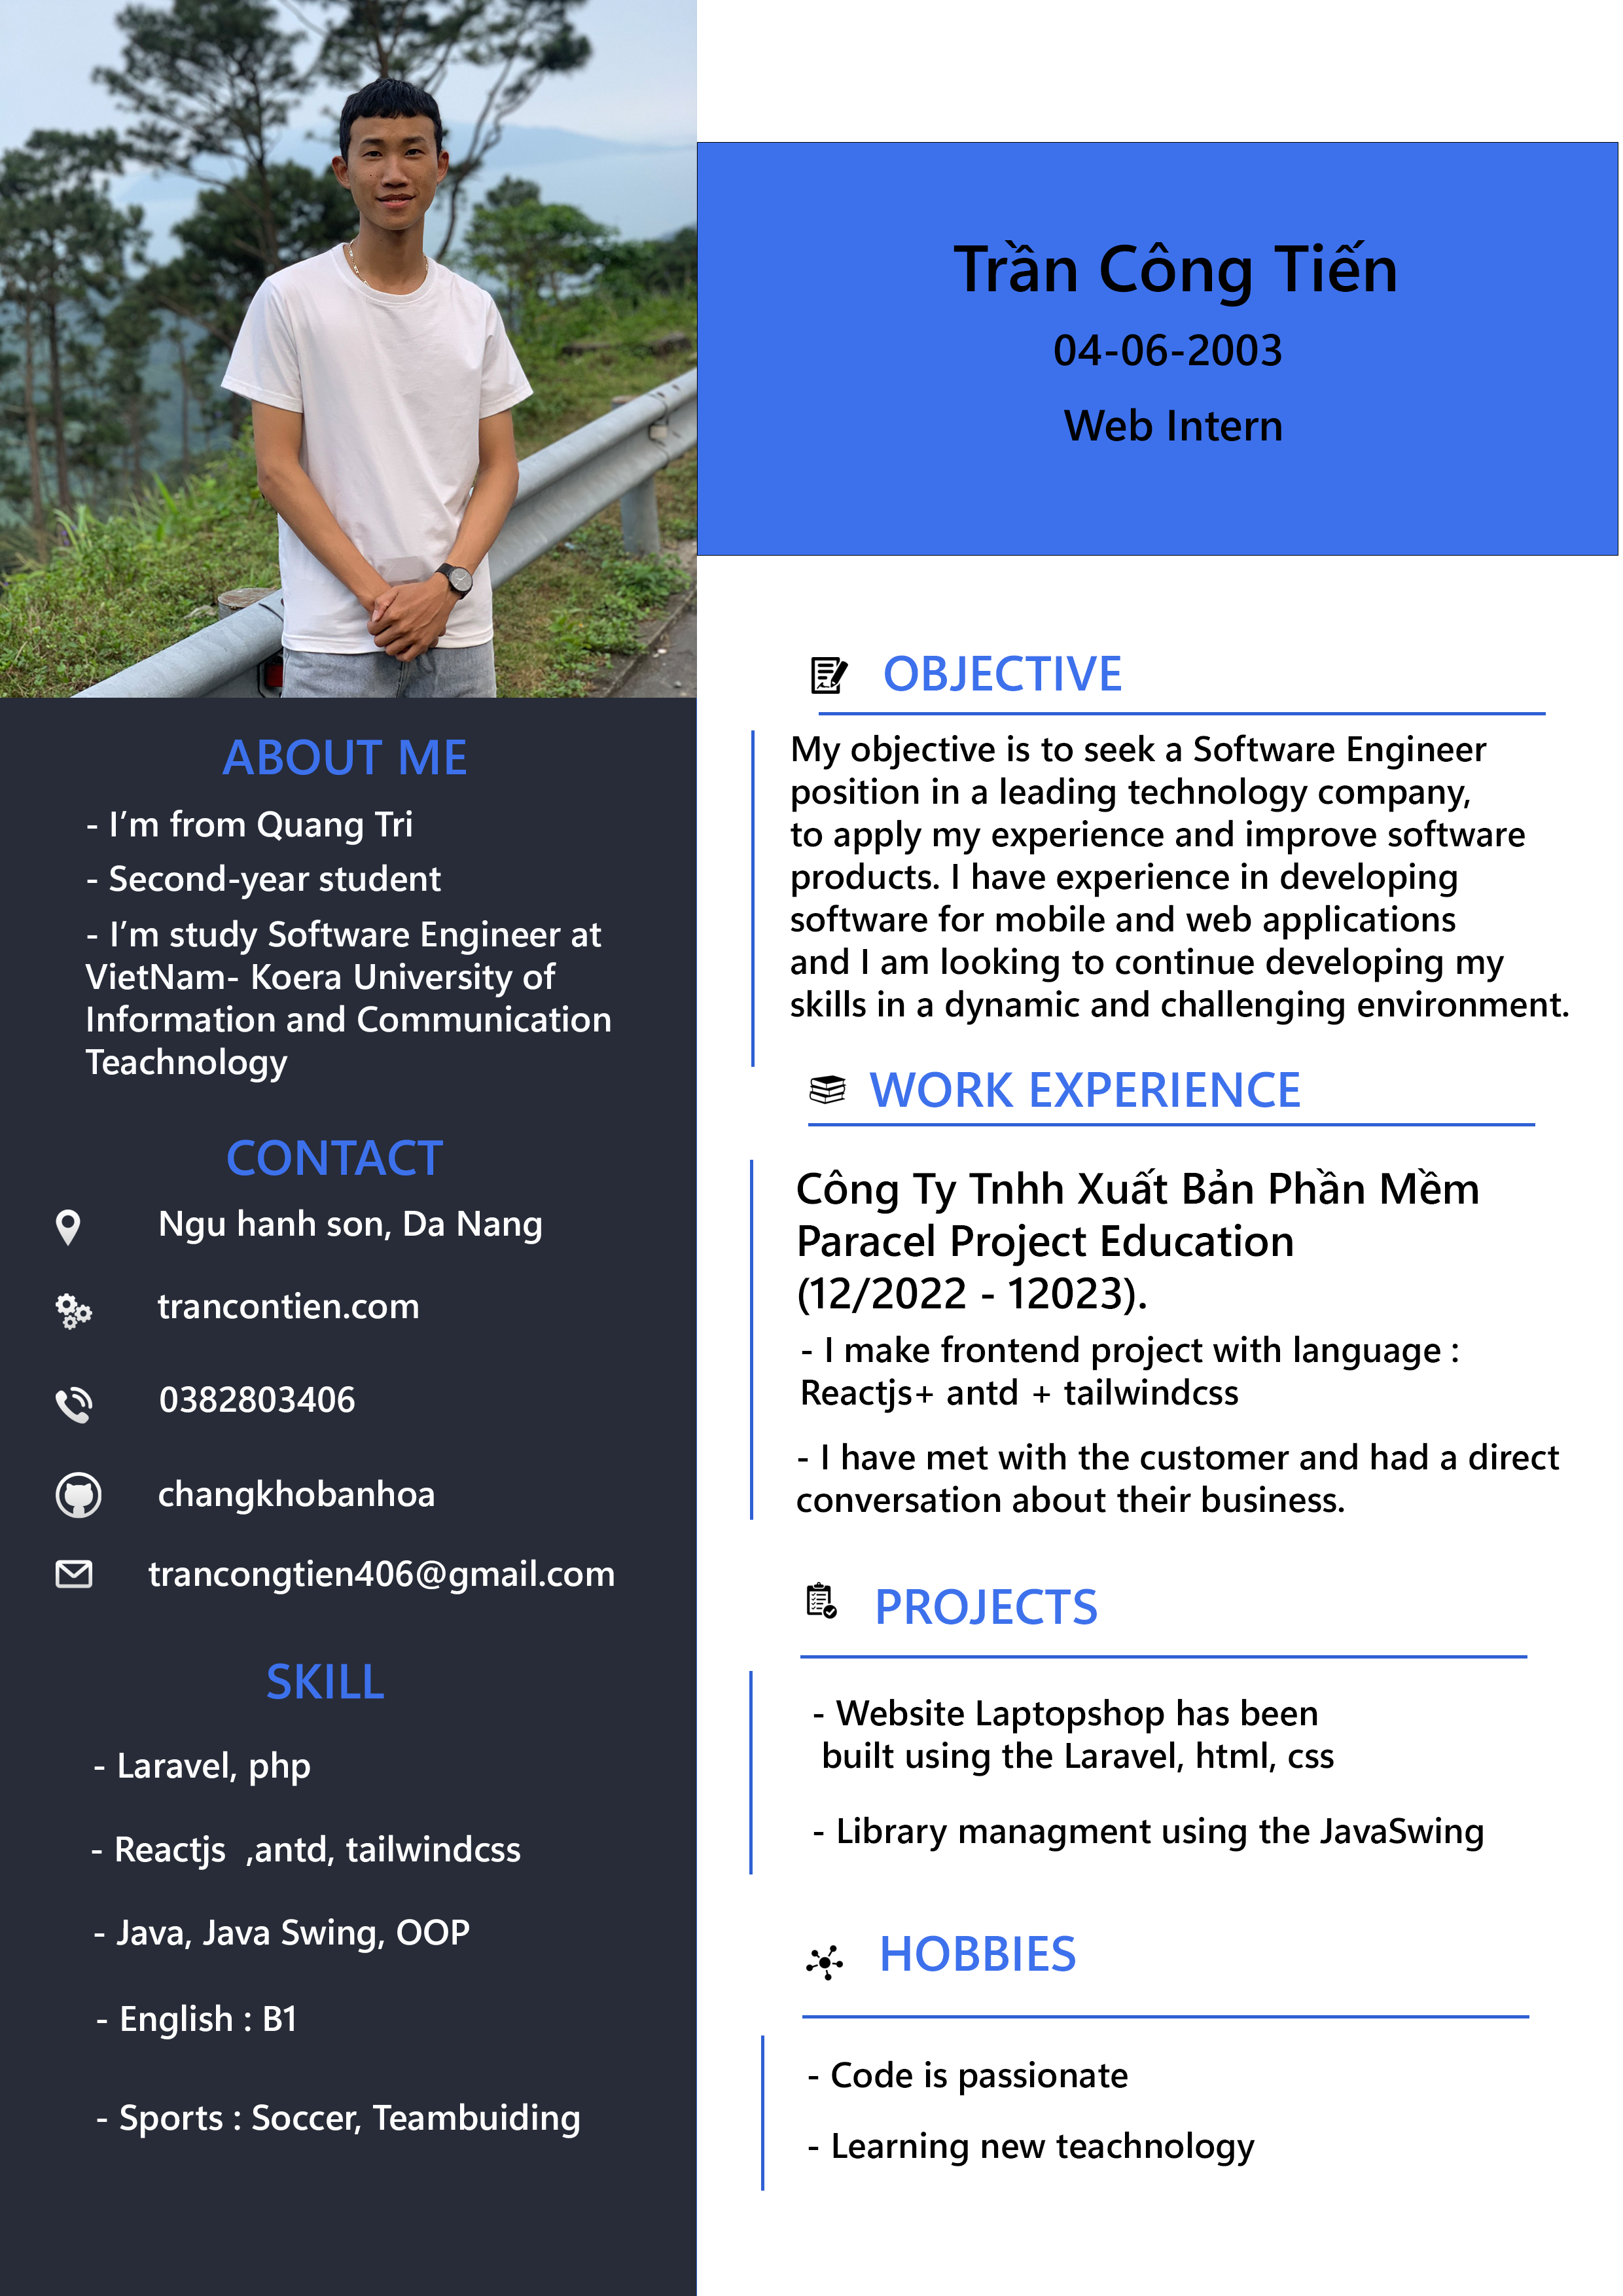 Trần Công Tiến
04-06-2003
Web Intern
ABOUT ME
- I’m from Quang Tri
- Second-year student
- I’m study Software Engineer at
VietNam- Koera University of
Information and Communication
Teachnology
CONTACT
Ngu hanh son, Da Nang
trancontien.com
0382803406
changkhobanhoa
trancongtien406@gmail.com
SKILL
- Laravel, php
- Reactjs  ,antd, tailwindcss
- Java, Java Swing, OOP
- English : B1
- Sports : Soccer, Teambuiding
OBJECTIVE
My objective is to seek a Software Engineer
position in a leading technology company,
to apply my experience and improve software
products. I have experience in developing
software for mobile and web applications
and I am looking to continue developing my
skills in a dynamic and challenging environment.
WORK EXPERIENCE
Công Ty Tnhh Xuất Bản Phần Mềm
Paracel Project Education
(12/2022 - 12023).
- I make frontend project with language :
Reactjs+ antd + tailwindcss
- I have met with the customer and had a direct
conversation about their business.
PROJECTS
- Website Laptopshop has been
built using the Laravel, html, css
- Library managment using the JavaSwing
HOBBIES
- Code is passionate
- Learning new teachnology